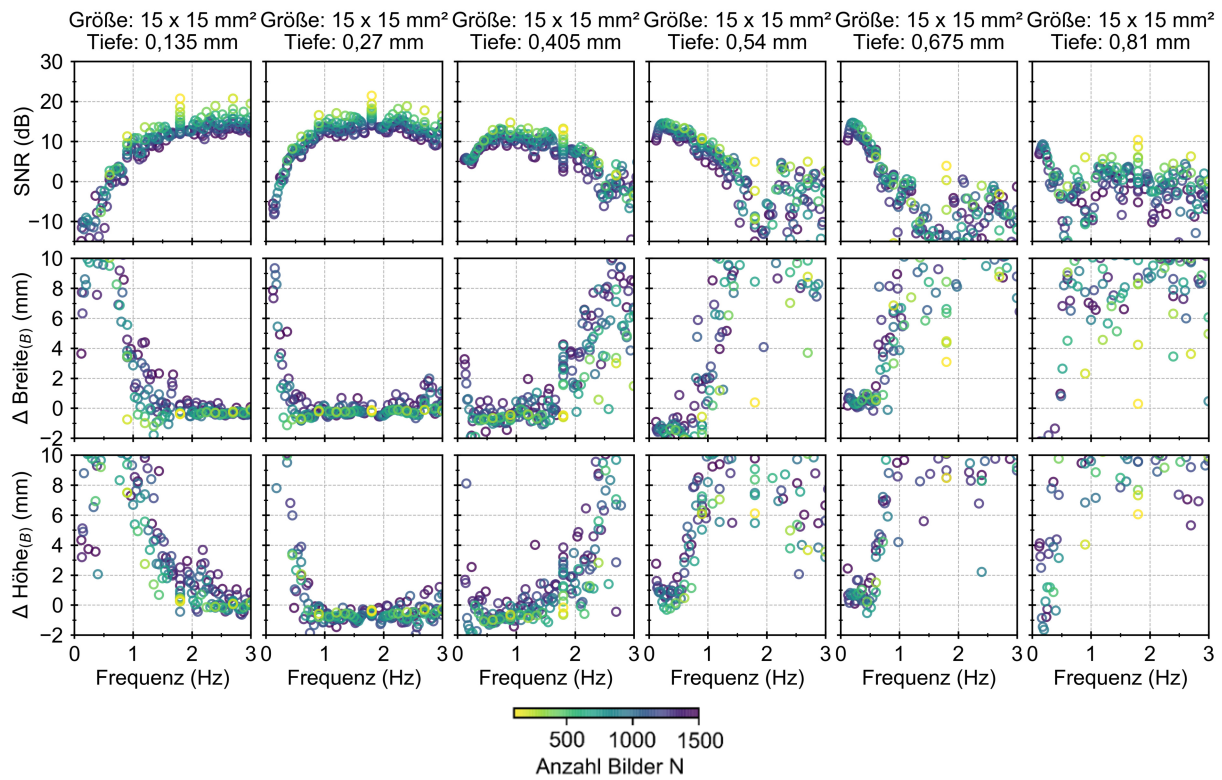 Größe: 15 x 15 mm² Größe: 15 x 15 mm² Größe: 15 x 15 mm² Größe: 15 x 15 mm² Größe: 15 x 15 mm² Größe: 15 x 15 mm²
Tiefe: 0,135 mm Tiefe: 0,27 mm Tiefe: 0,405 mm Tiefe: 0,54 mm Tiefe: 0,675 mm Tiefe: 0,81 mm
30
20
10
0
−10
SNR (dB)
10
8
6
4
2
0
−2
Δ Breite(B) (mm)
10
8
6
4
2
0
−2
Δ Höhe(B) (mm)
0 1 2 3 0 1 2 3 0 1 2 3 0 1 2 3 0 1 2 3 0 1 2 3
Frequenz (Hz) Frequenz (Hz) Frequenz (Hz) Frequenz (Hz) Frequenz (Hz) Frequenz (Hz)
500 1000 1500
Anzahl Bilder N